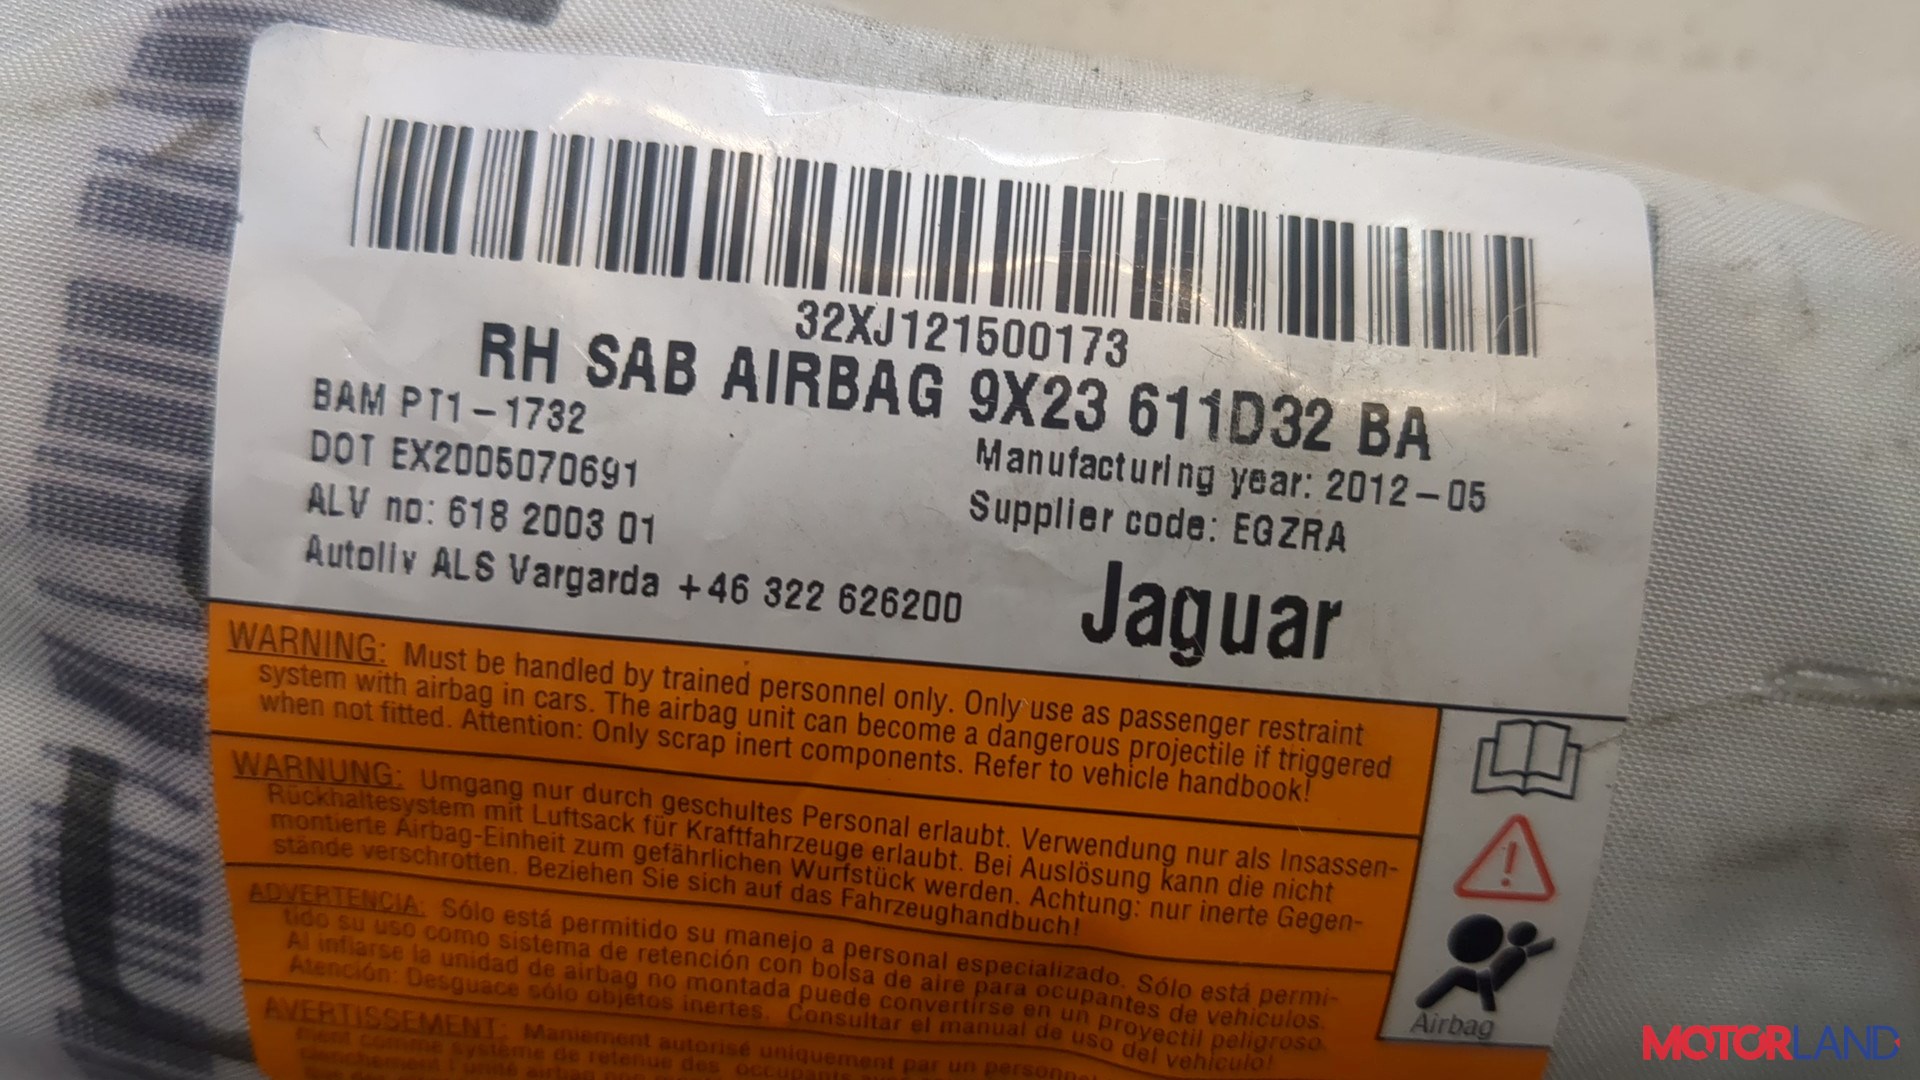 32XJ121500173
RH SAB AIRBAG 9X23 611D32 BA
BAM PT1-1732
DOT EX2005070691
ALV no: 618 2003 01
Autoliv ALS Vargarda +46 322 626200
Manufacturing year: 2012-05
Supplier code: EGZRA
Jaguar
WARNING: Must be handled by trained personnel only. Only use as passenger restraint
system with airbag in cars. The airbag unit can become a dangerous projectile if triggered
when not fitted. Attention: Only scrap inert components. Refer to vehicle handbook!
WARNUNG: Umgang nur durch geschultes Personal erlaubt. Verwendung nur als Insassen-
Rückhaltesystem mit Luftsack für Kraftfahrzeuge erlaubt. Bei Auslösung kann die nicht
montierte Airbag-Einheit zum gefährlichen Wurfstück werden. Achtung: nur inerte Gegen-
stände verschrotten. Beziehen Sie sich auf das Fahrzeughandbuch!
ADVERTENCIA: Sólo está permitido su manejo a personal especializado. Sólo está permi-
tido su uso como sistema de retención con bolsa de aire para ocupantes de vehículos.
Al inflarse la unidad de airbag no montada puede convertirse en un proyectil peligroso.
Atención: Desguace sólo objetos inertes. Consultar el manual de uso del vehículo!
AVERTISSEMENT: Maniement autorisé uniquement par un personnel
comme système de retenue des occupants
Airbag
MOTORLAND